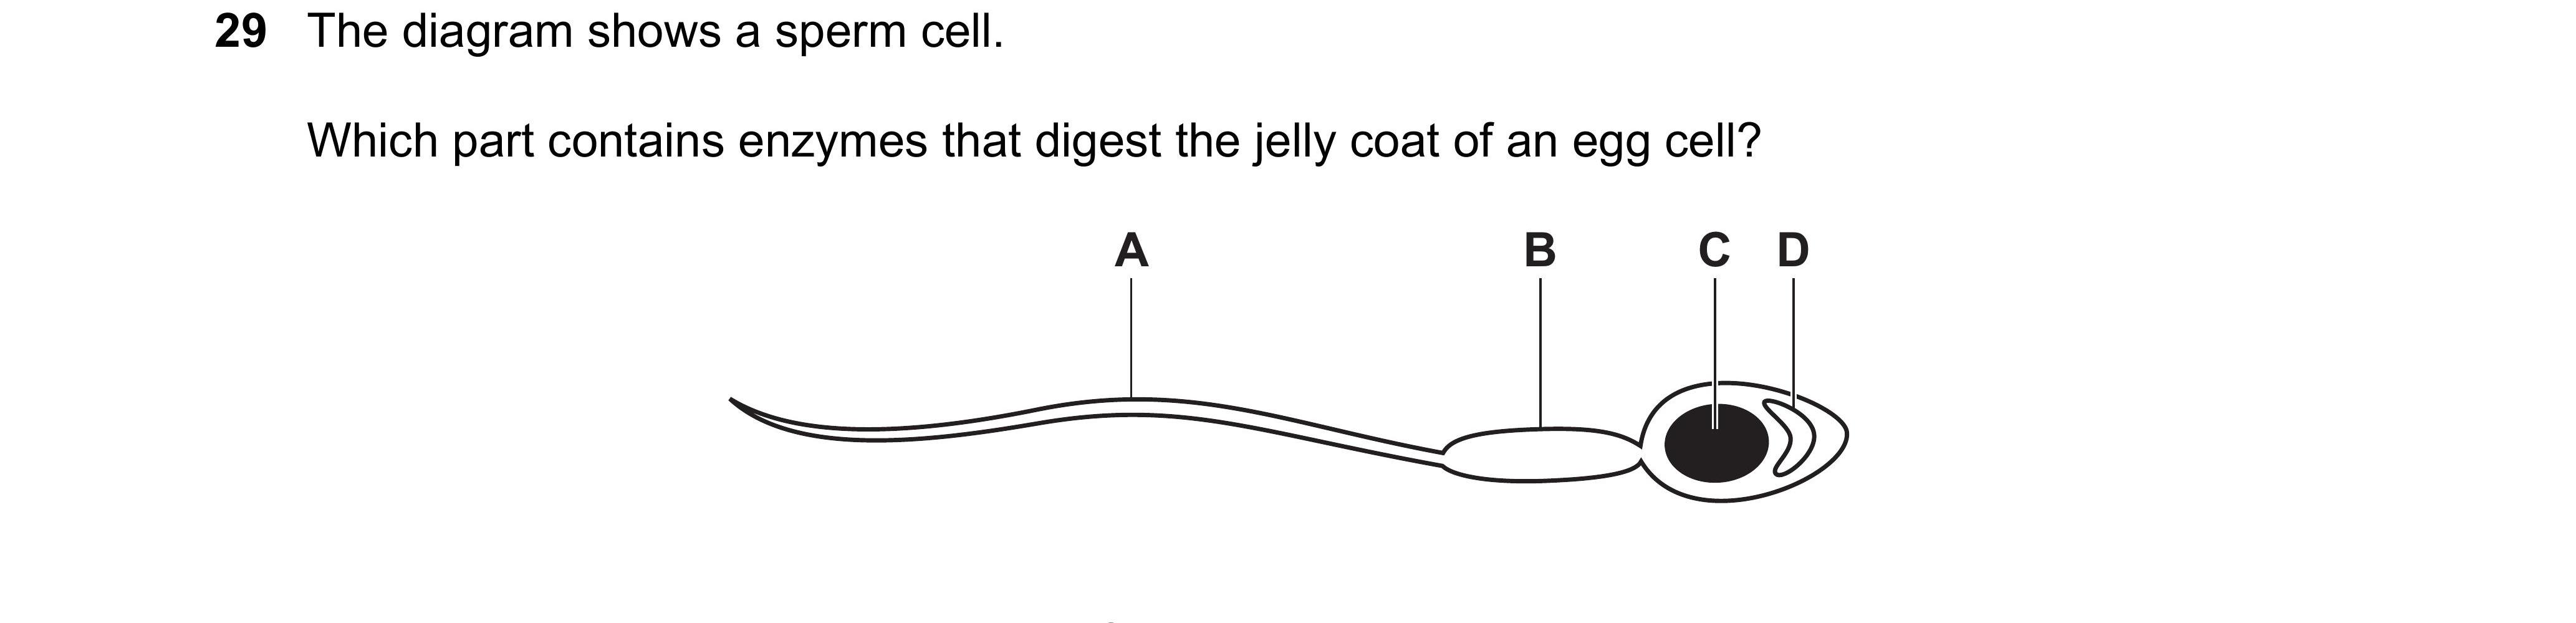 29 The diagram shows a sperm cell.
Which part contains enzymes that digest the jelly coat of an egg cell?
A B C D